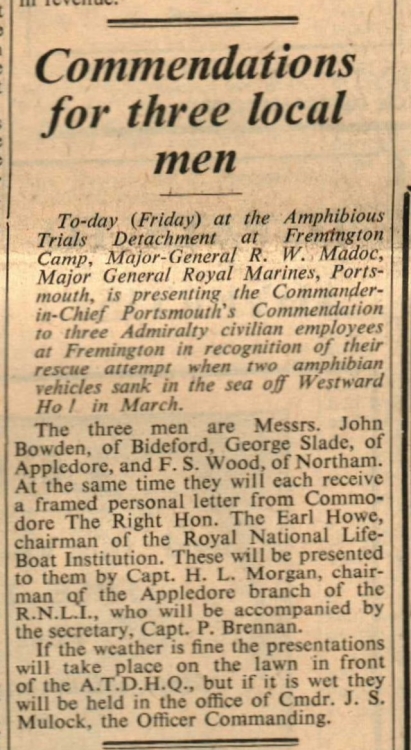 in revenue.
Commendations
for three local
men
To-day (Friday) at the Amphibious
Trials Detachment at Fremington
Camp, Major-General R. W. Madoc,
Major General Royal Marines, Ports-
mouth, is presenting the Commander-
in-Chief Portsmouth's Commendation
to three Admiralty civilian employees
at Fremington in recognition of their
rescue attempt when two amphibian
vehicles sank in the sea off Westward
Ho! in March.
The three men are Messrs. John
Bowden, of Bideford, George Slade, of
Appledore, and F. S. Wood, of Northam.
At the same time they will each receive
a framed personal letter from Commo-
dore The Right Hon. The Earl Howe,
chairman of the Royal National Life-
Boat Institution. These will be presented
to them by Capt. H. L. Morgan, chair-
man of the Appledore branch of the
R.N.L.I., who will be accompanied by
the secretary, Capt. P. Brennan.
If the weather is fine the presentations
will take place on the lawn in front
of the A.T.D.H.Q., but if it is wet they
will be held in the office of Cmdr. J. S.
Mulock, the Officer Commanding.